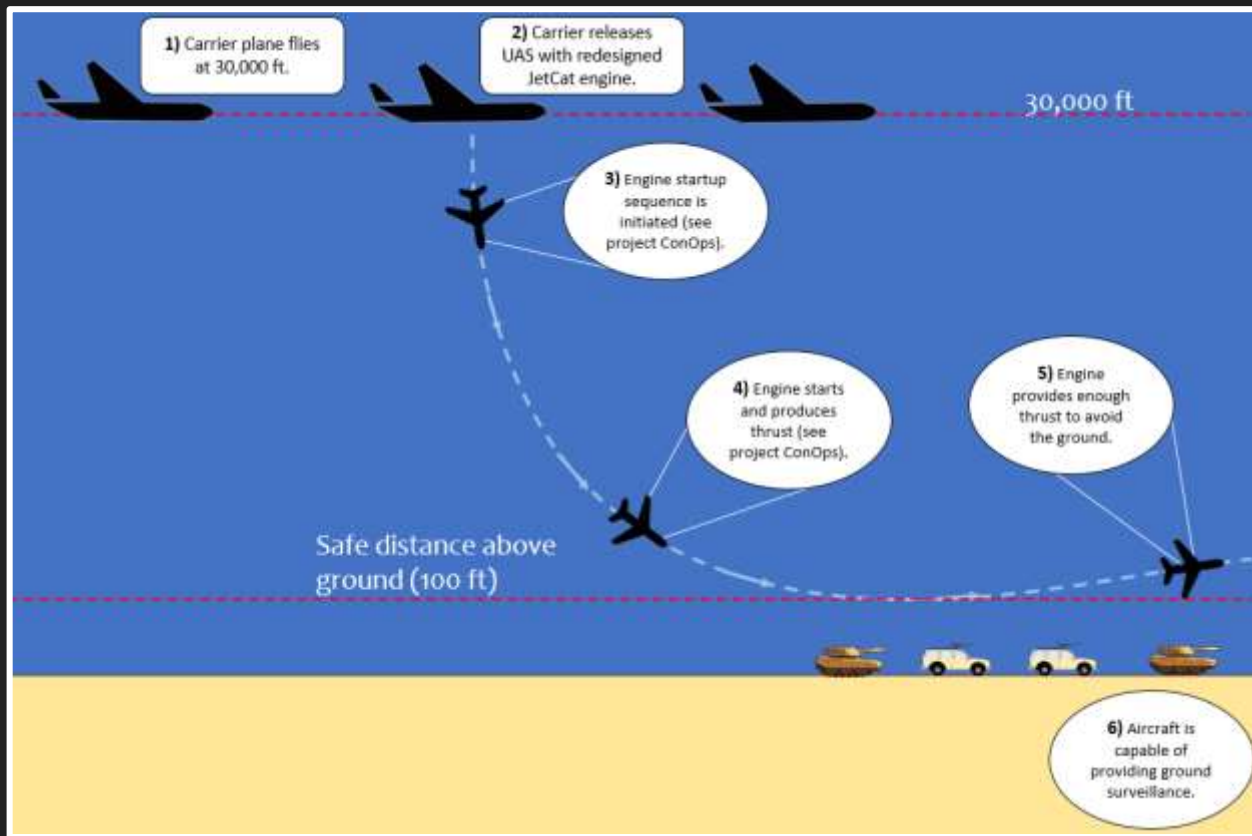 1) Carrier plane flies
at 30,000 ft.
2) Carrier releases
UAS with redesigned
JetCat engine.
30,000 ft
3) Engine startup
sequence is
initiated (see
project ConOps).
4) Engine starts
and produces
thrust (see
project ConOps).
5) Engine
provides enough
thrust to avoid
the ground.
Safe distance above
ground (100 ft)
6) Aircraft is
capable of
providing ground
surveillance.